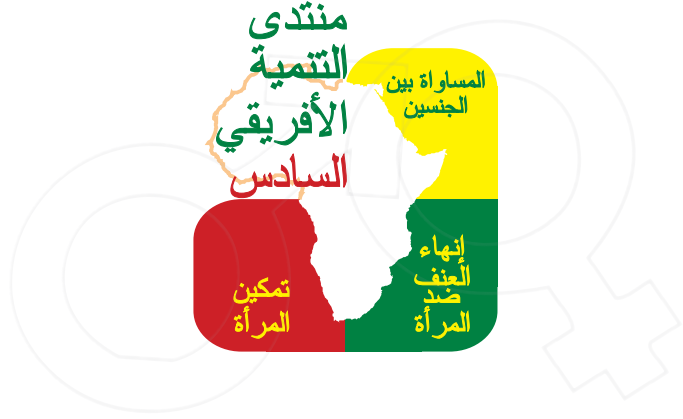 منتدى
التنمية
الأفريقي
السادس
المساواة بين
الجنسين
إنهاء
العنف
ضد
المرأة
تمكين
المرأة